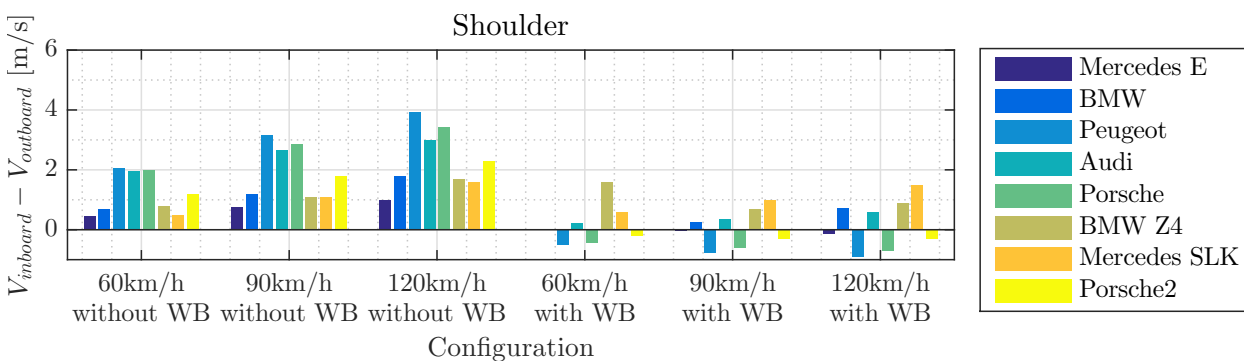 Shoulder
V_inboard − V_outboard [m/s]
6
4
2
0
60km/h
without WB
90km/h
without WB
120km/h
without WB
60km/h
with WB
90km/h
with WB
120km/h
with WB
Configuration
Mercedes E
BMW
Peugeot
Audi
Porsche
BMW Z4
Mercedes SLK
Porsche2